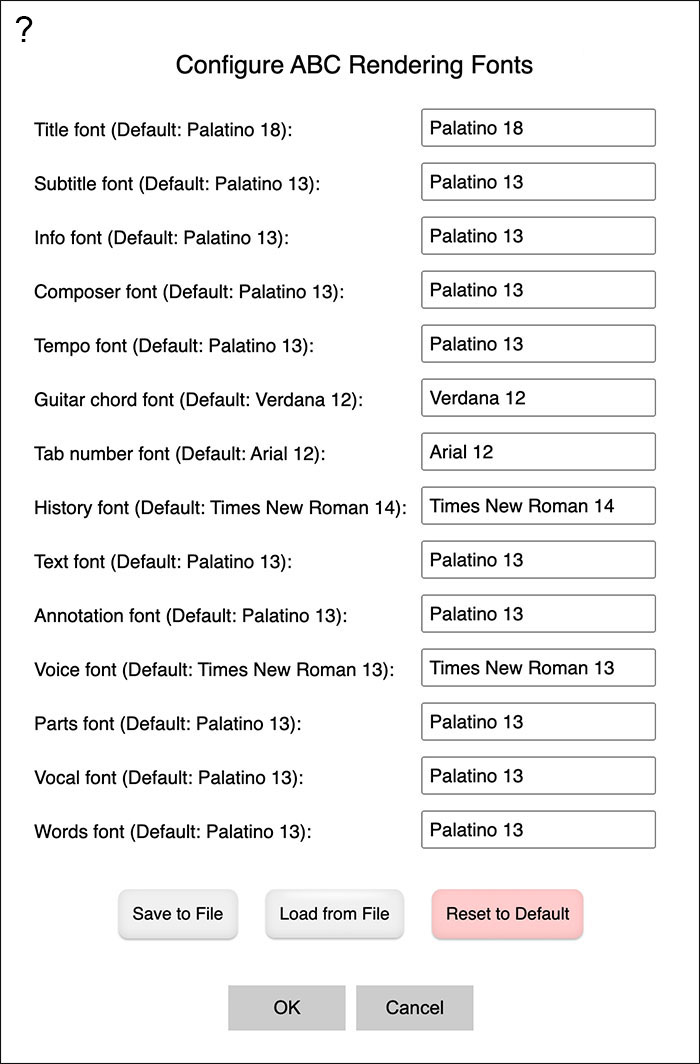 ?
Configure ABC Rendering Fonts
Title font (Default: Palatino 18): Palatino 18
Subtitle font (Default: Palatino 13): Palatino 13
Info font (Default: Palatino 13): Palatino 13
Composer font (Default: Palatino 13): Palatino 13
Tempo font (Default: Palatino 13): Palatino 13
Guitar chord font (Default: Verdana 12): Verdana 12
Tab number font (Default: Arial 12): Arial 12
History font (Default: Times New Roman 14): Times New Roman 14
Text font (Default: Palatino 13): Palatino 13
Annotation font (Default: Palatino 13): Palatino 13
Voice font (Default: Times New Roman 13): Times New Roman 13
Parts font (Default: Palatino 13): Palatino 13
Vocal font (Default: Palatino 13): Palatino 13
Words font (Default: Palatino 13): Palatino 13
Save to File Load from File Reset to Default
OK Cancel